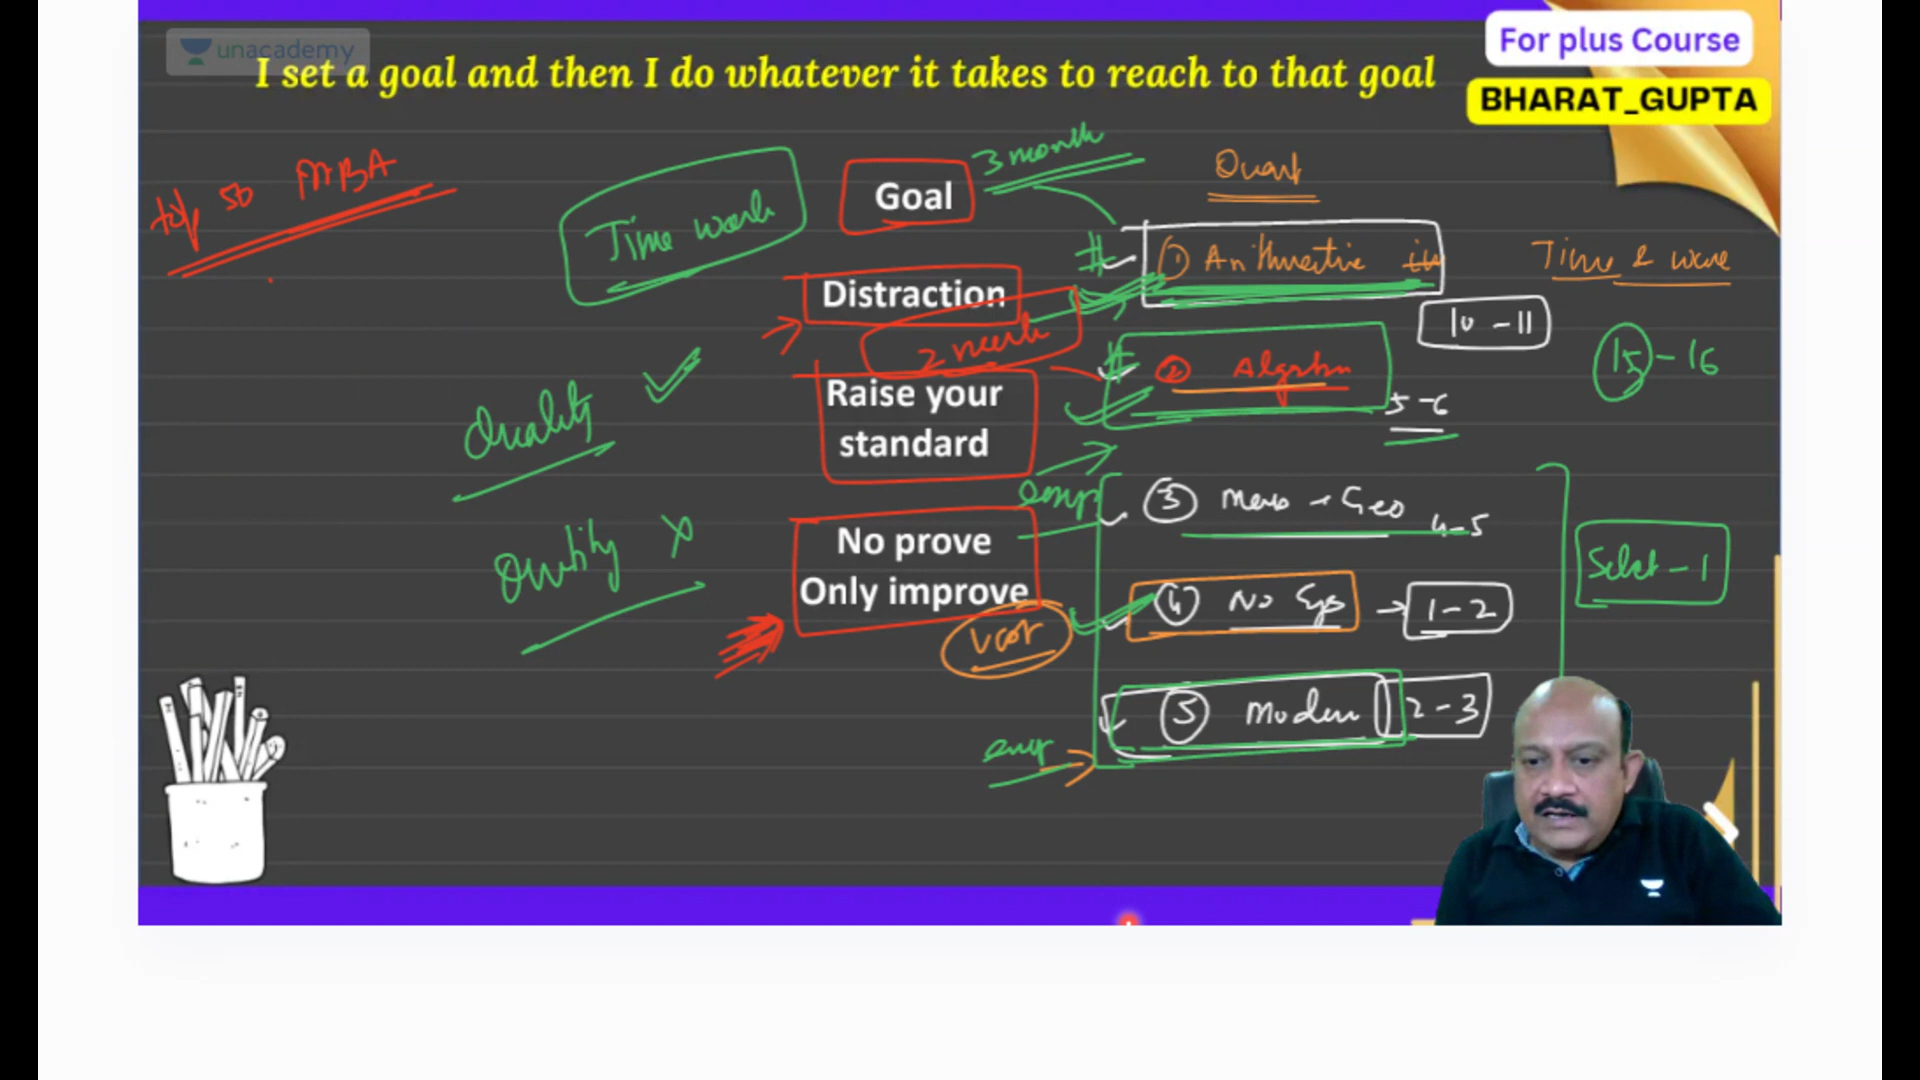 unacademy
I set a goal and then I do whatever it takes to reach to that goal
For plus Course
BHARAT_GUPTA
top 50 MBA
Time work
Goal
3 month
Quant
① Arithmetic
Time & work
10 - 11
Distraction
2 month
② Algebra
5-6
15 - 16
Quality
Raise your
standard
③ Mens + Geo
4-5
Select - 1
No prove
Only improve
④ No Sys → 1-2
⑤ Modern 2-3